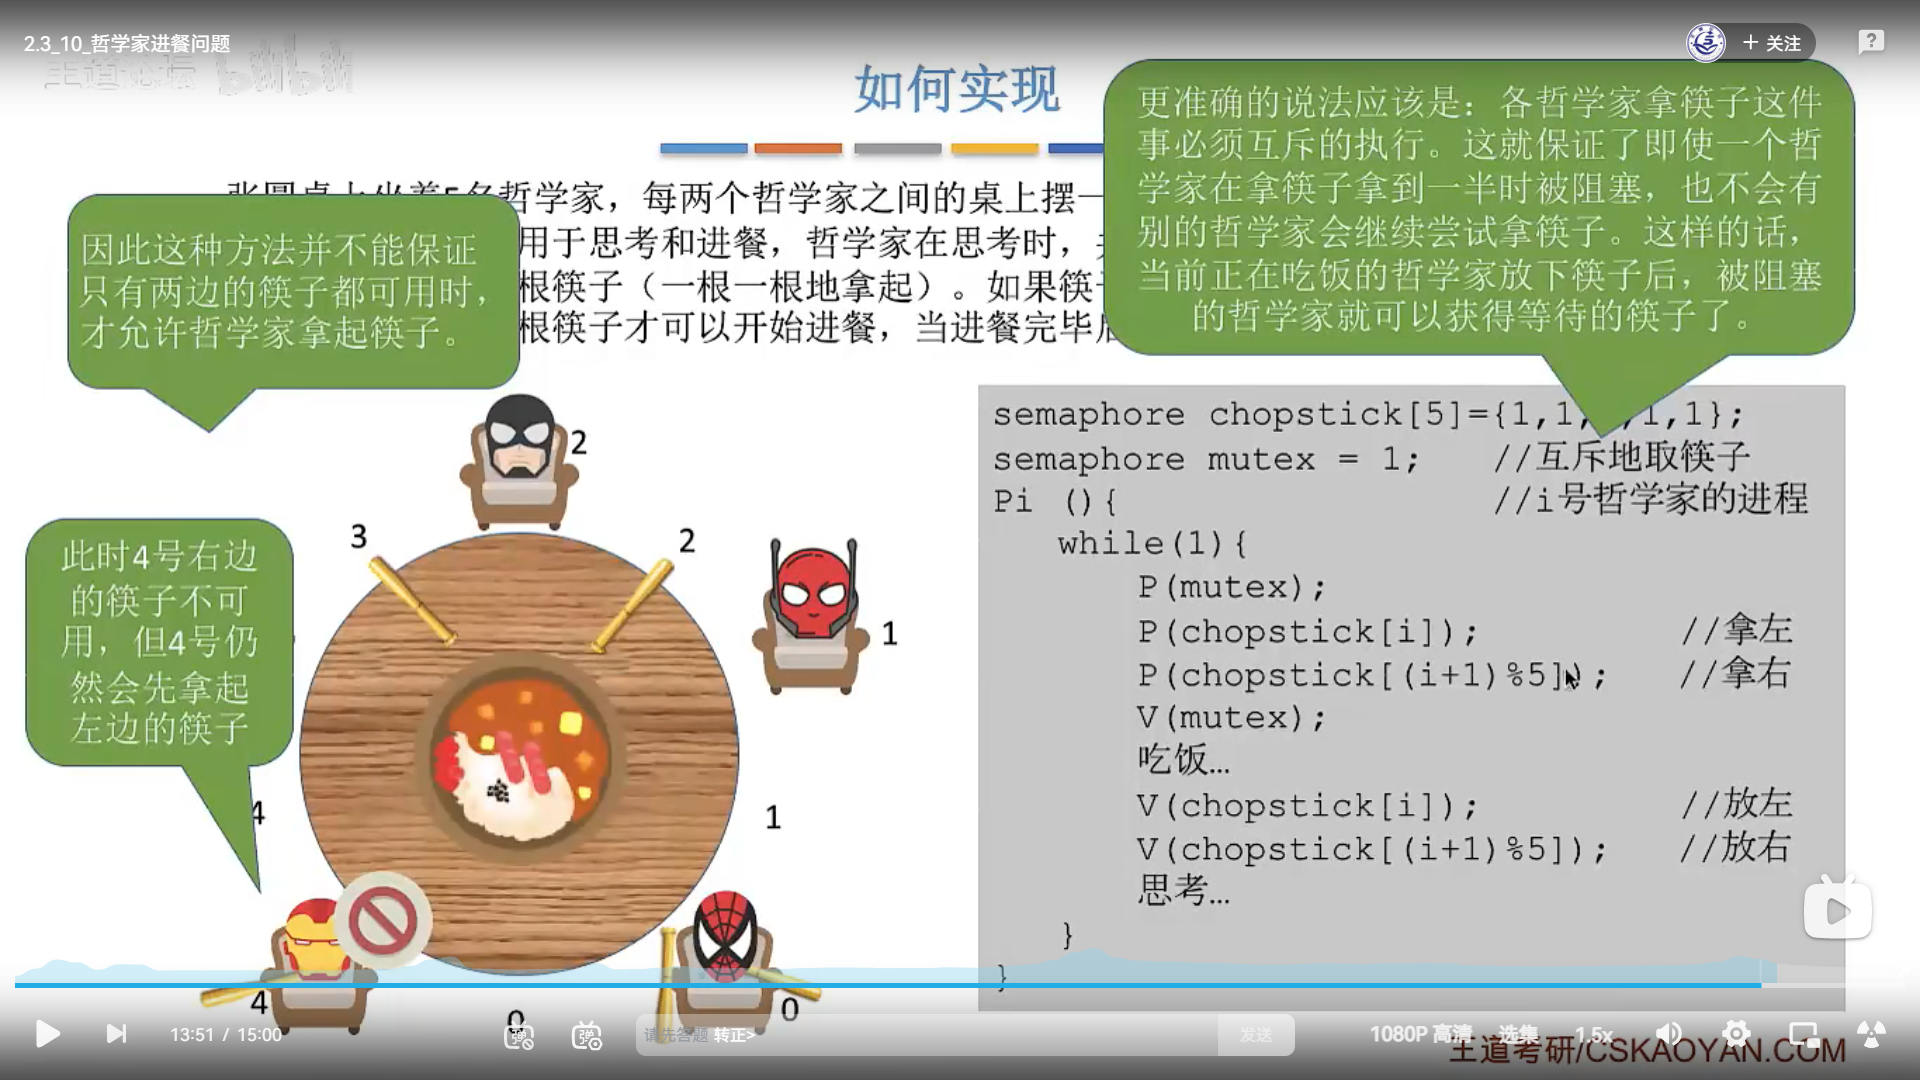 2.3_10_哲学家进餐问题
关注
王道论坛 bilibili
如何实现
哲学家，每两个哲学家之间的桌上摆一
用于思考和进餐，哲学家在思考时，
根筷子（一根一根地拿起）。如果筷
根筷子才可以开始进餐，当进餐完毕
因此这种方法并不能保证
只有两边的筷子都可用时，
才允许哲学家拿起筷子。
更准确的说法应该是：各哲学家拿筷子这件
事必须互斥的执行。这就保证了即使一个哲
学家在拿筷子拿到一半时被阻塞，也不会有
别的哲学家会继续尝试拿筷子。这样的话，
当前正在吃饭的哲学家放下筷子后，被阻塞
的哲学家就可以获得等待的筷子了。
2
3
2
1
此时4号右边
的筷子不可
用，但4号仍
然会先拿起
左边的筷子
4
1
4
0
0
semaphore chopstick[5]={1,1, ,1,1};
semaphore mutex = 1; //互斥地取筷子
Pi (){ //i号哲学家的进程
while(1){
P(mutex);
P(chopstick[i]); //拿左
P(chopstick[(i+1)%5]); //拿右
V(mutex);
吃饭…
V(chopstick[i]); //放左
V(chopstick[(i+1)%5]); //放右
思考…
}
}
13:51 / 15:00
弹
弹
请先答题 转正>
发送
1080P 高清
选集
1.5x
王道考研/CSKAOYAN.COM